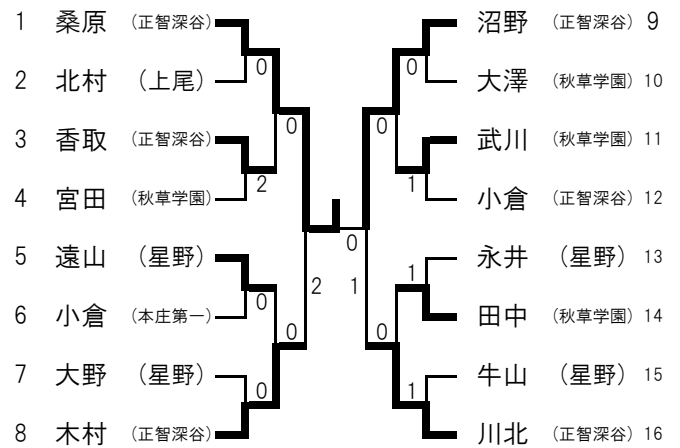 1 桑原 (正智深谷)
2 北村 (上尾)
3 香取 (正智深谷)
4 宮田 (秋草学園)
5 遠山 (星野)
6 小倉 (本庄第一)
7 大野 (星野)
8 木村 (正智深谷)
0
2
0
0
0
0
2
0
1
0
0
0
1
1
1
沼野 (正智深谷) 9
大澤 (秋草学園) 10
武川 (秋草学園) 11
小倉 (正智深谷) 12
永井 (星野) 13
田中 (秋草学園) 14
牛山 (星野) 15
川北 (正智深谷) 16